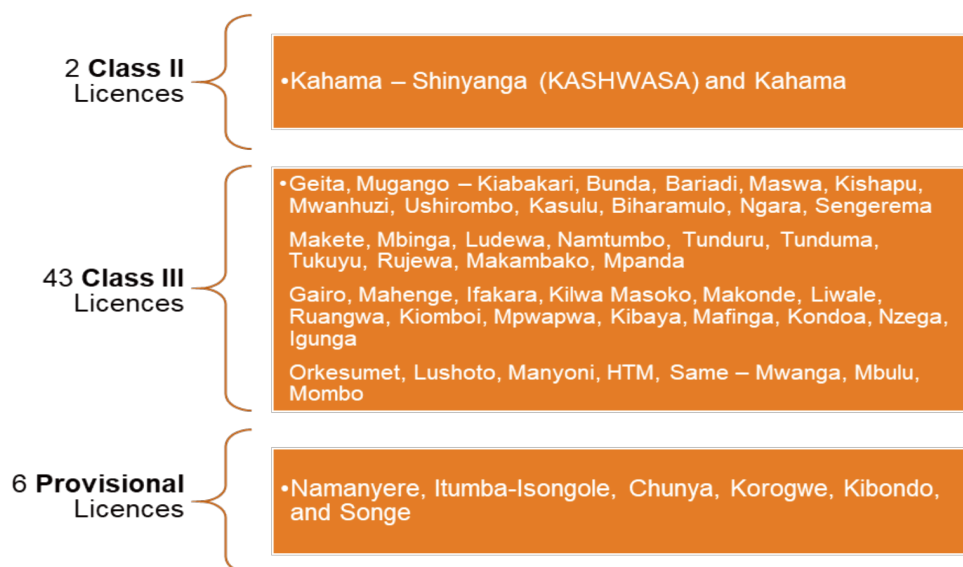 2 Class II
Licences
•Kahama – Shinyanga (KASHWASA) and Kahama
43 Class III
Licences
•Geita, Mugango – Kiabakari, Bunda, Bariadi, Maswa, Kishapu,
Mwanhuzi, Ushirombo, Kasulu, Biharamulo, Ngara, Sengerema
Makete, Mbinga, Ludewa, Namtumbo, Tunduru, Tunduma,
Tukuyu, Rujewa, Makambako, Mpanda
Gairo, Mahenge, Ifakara, Kilwa Masoko, Makonde, Liwale,
Ruangwa, Kiomboi, Mpwapwa, Kibaya, Mafinga, Kondoa, Nzega,
Igunga
Orkesumet, Lushoto, Manyoni, HTM, Same – Mwanga, Mbulu,
Mombo
6 Provisional
Licences
•Namanyere, Itumba-Isongole, Chunya, Korogwe, Kibondo,
and Songe